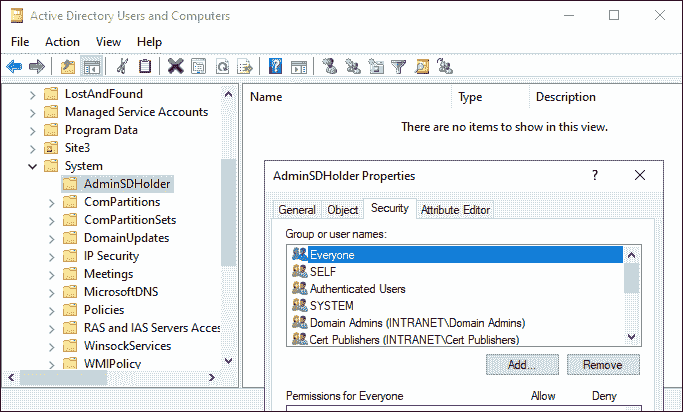 Active Directory Users and Computers
File Action View Help
LostAndFound
Managed Service Accounts
Program Data
Site3
System
AdminSDHolder
ComPartitions
ComPartitionSets
DomainUpdates
IP Security
Meetings
MicrosoftDNS
Policies
RAS and IAS Servers Acces
WinsockServices
WMIPolicy
Name Type Description
There are no items to show in this view.
AdminSDHolder Properties
General Object Security Attribute Editor
Group or user names:
Everyone
SELF
Authenticated Users
SYSTEM
Domain Admins (INTRANET\Domain Admins)
Cert Publishers (INTRANET\Cert Publishers)
Add... Remove
Permissions for Everyone Allow Deny